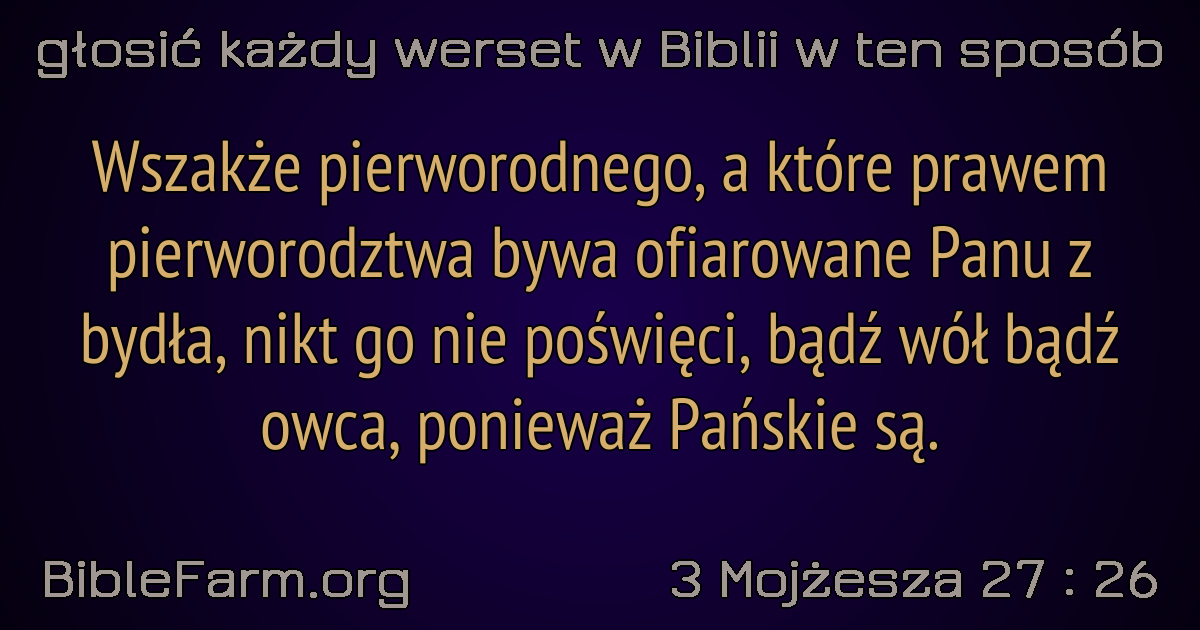 głosić każdy werset w Biblii w ten sposób
Wszakże pierworodnego, a które prawem
pierworodztwa bywa ofiarowane Panu z
bydła, nikt go nie poświęci, bądź wół bądź
owca, ponieważ Pańskie są.
BibleFarm.org
3 Mojżesza 27 : 26